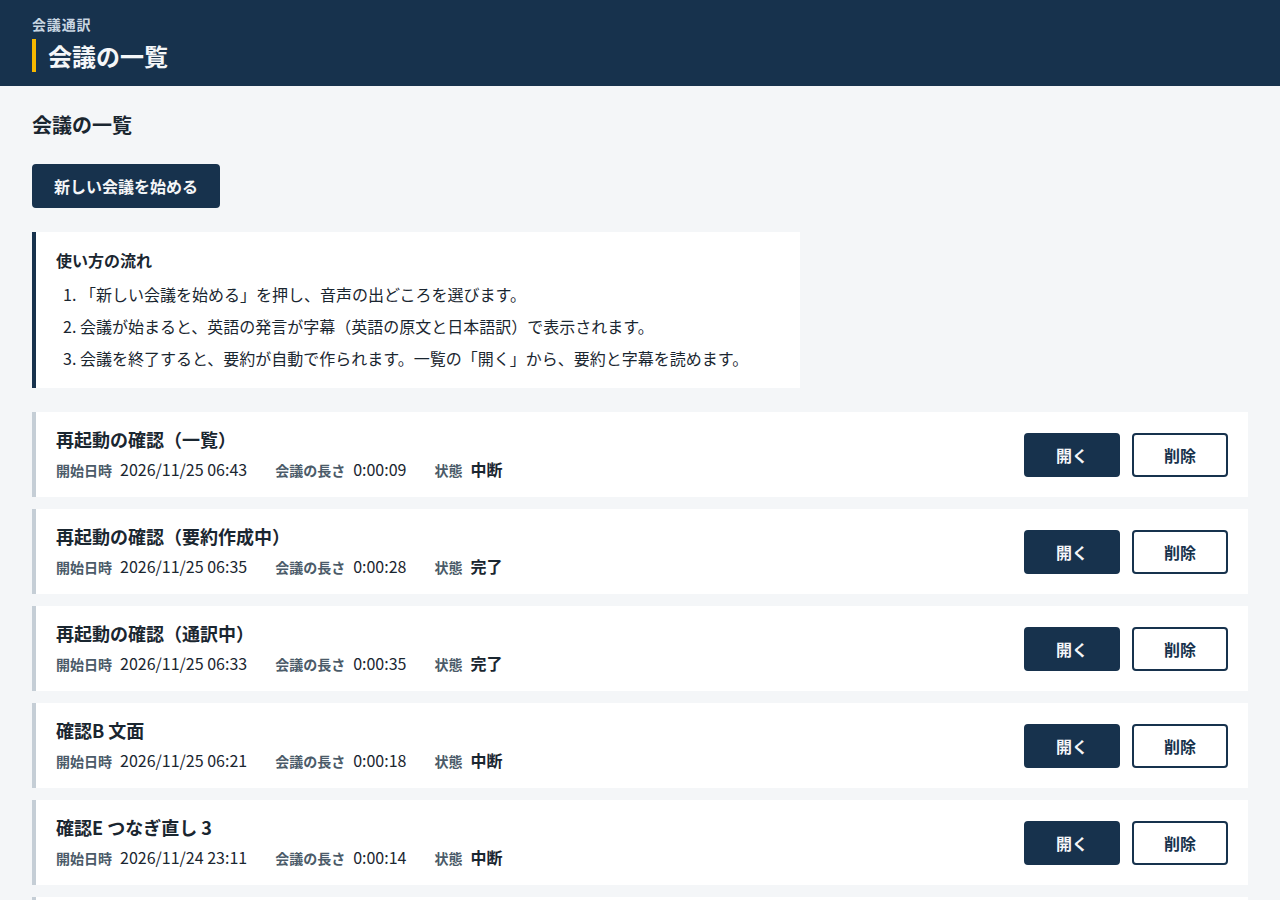 会議通訳
会議の一覧
会議の一覧
新しい会議を始める
使い方の流れ
1. 「新しい会議を始める」を押し、音声の出どころを選びます。
2. 会議が始まると、英語の発言が字幕（英語の原文と日本語訳）で表示されます。
3. 会議を終了すると、要約が自動で作られます。一覧の「開く」から、要約と字幕を読めます。
再起動の確認（一覧）
開始日時 2026/11/25 06:43 会議の長さ 0:00:09 状態 中断
開く 削除
再起動の確認（要約作成中）
開始日時 2026/11/25 06:35 会議の長さ 0:00:28 状態 完了
開く 削除
再起動の確認（通訳中）
開始日時 2026/11/25 06:33 会議の長さ 0:00:35 状態 完了
開く 削除
確認B 文面
開始日時 2026/11/25 06:21 会議の長さ 0:00:18 状態 中断
開く 削除
確認E つなぎ直し 3
開始日時 2026/11/24 23:11 会議の長さ 0:00:14 状態 中断
開く 削除